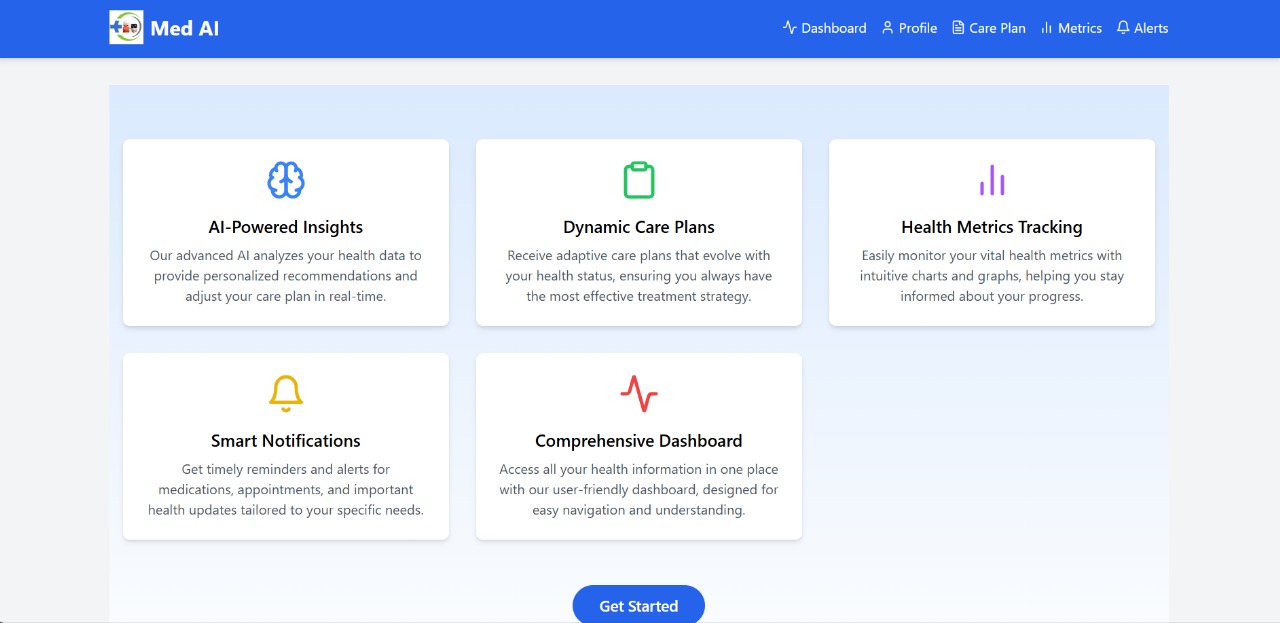 Med AI
Dashboard
Profile
Care Plan
Metrics
Alerts
AI-Powered Insights
Our advanced AI analyzes your health data to
provide personalized recommendations and
adjust your care plan in real-time.
Dynamic Care Plans
Receive adaptive care plans that evolve with
your health status, ensuring you always have
the most effective treatment strategy.
Health Metrics Tracking
Easily monitor your vital health metrics with
intuitive charts and graphs, helping you stay
informed about your progress.
Smart Notifications
Get timely reminders and alerts for
medications, appointments, and important
health updates tailored to your specific needs.
Comprehensive Dashboard
Access all your health information in one place
with our user-friendly dashboard, designed for
easy navigation and understanding.
Get Started